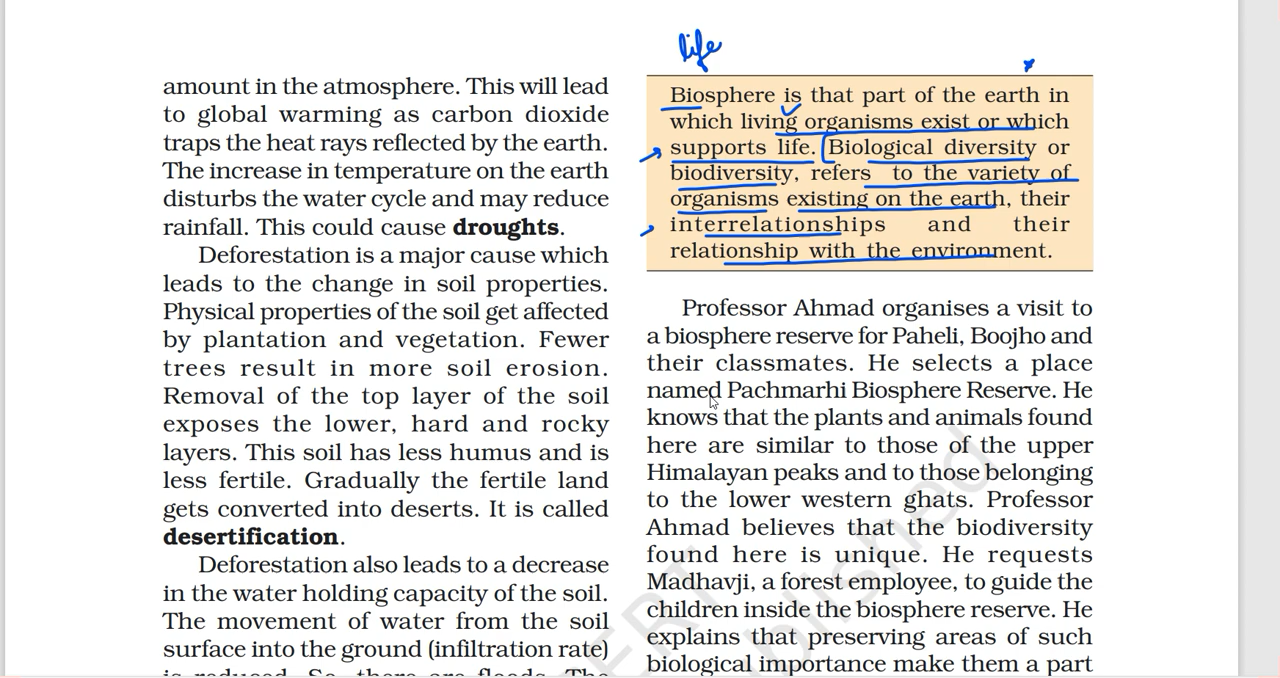 amount in the atmosphere. This will lead
to global warming as carbon dioxide
traps the heat rays reflected by the earth.
The increase in temperature on the earth
disturbs the water cycle and may reduce
rainfall. This could cause droughts.
Deforestation is a major cause which
leads to the change in soil properties.
Physical properties of the soil get affected
by plantation and vegetation. Fewer
trees result in more soil erosion.
Removal of the top layer of the soil
exposes the lower, hard and rocky
layers. This soil has less humus and is
less fertile. Gradually the fertile land
gets converted into deserts. It is called
desertification.
Deforestation also leads to a decrease
in the water holding capacity of the soil.
The movement of water from the soil
surface into the ground (infiltration rate)
is reduced. So, there are floods. The
life
Biosphere is that part of the earth in
which living organisms exist or which
supports life. Biological diversity or
biodiversity, refers to the variety of
organisms existing on the earth, their
interrelationships and their
relationship with the environment.
Professor Ahmad organises a visit to
a biosphere reserve for Paheli, Boojho and
their classmates. He selects a place
named Pachmarhi Biosphere Reserve. He
knows that the plants and animals found
here are similar to those of the upper
Himalayan peaks and to those belonging
to the lower western ghats. Professor
Ahmad believes that the biodiversity
found here is unique. He requests
Madhavji, a forest employee, to guide the
children inside the biosphere reserve. He
explains that preserving areas of such
biological importance make them a part